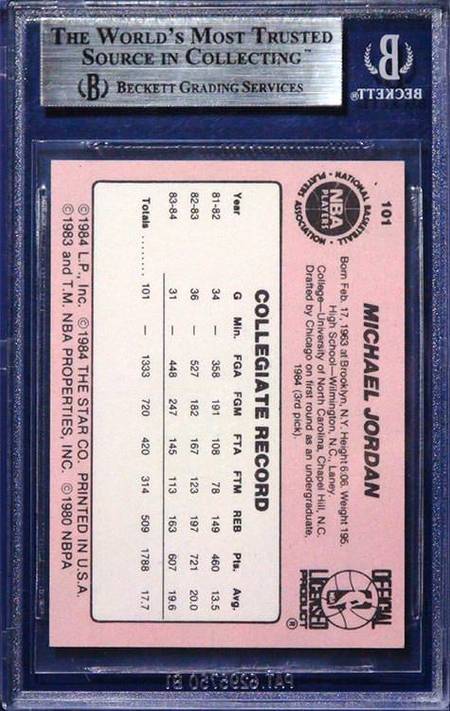 THE WORLD'S MOST TRUSTED
SOURCE IN COLLECTING™
(B) BECKETT GRADING SERVICES
B
BECKETT™
101
NATIONAL BASKETBALL
PLAYERS ASSOCIATION
NBA
PLAYERS
MICHAEL JORDAN
Born Feb. 17, 1963 at Brooklyn, N.Y. Height 6.06. Weight 195.
High School—Wilmington, N.C., Laney.
College—University of North Carolina, Chapel Hill, N.C.
Drafted by Chicago on first round as an undergraduate,
1984 (3rd pick).
OFFICIAL
LICENSED
PRODUCT
®
COLLEGIATE RECORD
Year G Min. FGA FGM FTA FTM REB Pts. Avg.
81-82 34 — 358 191 108 78 149 460 13.5
82-83 36 — 527 182 167 123 197 721 20.0
83-84 31 — 448 247 145 113 163 607 19.6
Totals ........ 101 — 1333 720 420 314 509 1788 17.7
©1984 L.P., Inc. ©1984 THE STAR CO. PRINTED IN U.S.A.
©1983 and T.M. NBA PROPERTIES, INC. ©1980 NBPA